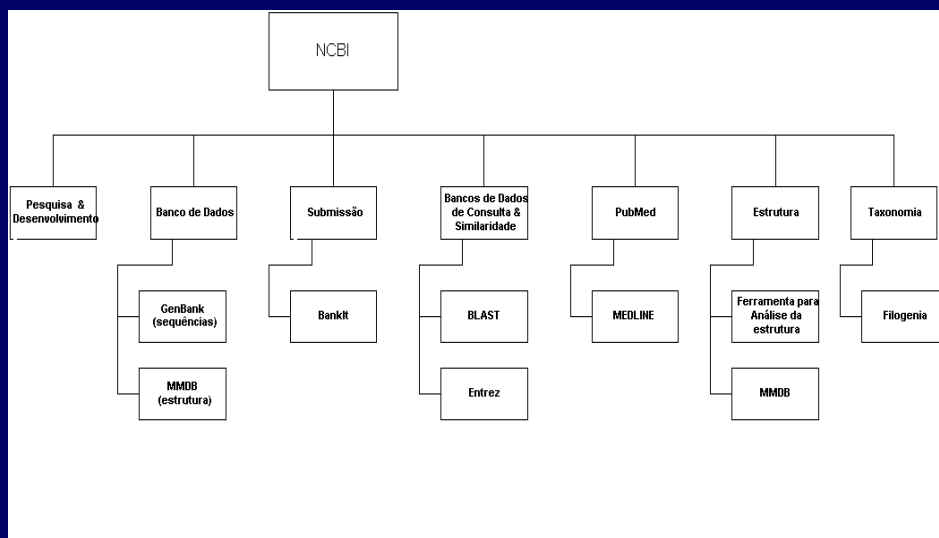 NCBI
Pesquisa &
Desenvolvimento
Banco de Dados
Submissão
Bancos de Dados
de Consulta &
Similaridade
PubMed
Estrutura
Taxonomia
GenBank
(sequências)
BankIt
BLAST
MEDLINE
Ferramenta para
Análise da
estrutura
Filogenia
MMDB
(estrutura)
Entrez
MMDB